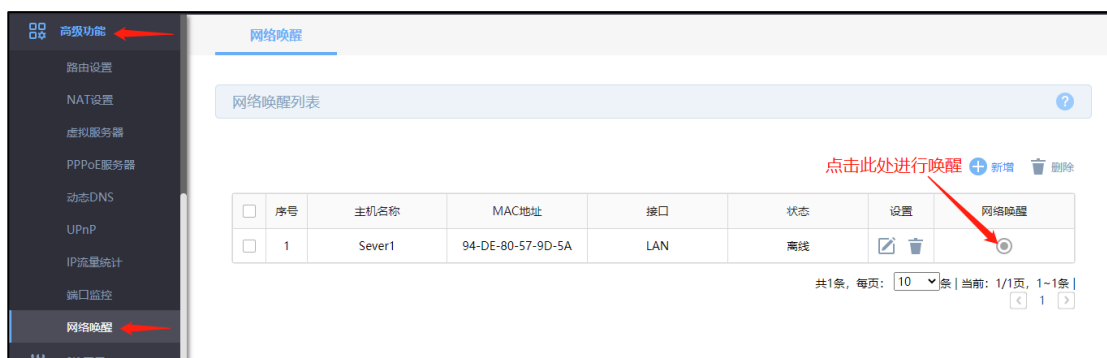 高级功能
路由设置
NAT设置
虚拟服务器
PPPoE服务器
动态DNS
UPnP
IP流量统计
端口监控
网络唤醒
网络唤醒
网络唤醒列表
?
点击此处进行唤醒 新增 删除
序号 主机名称 MAC地址 接口 状态 设置 网络唤醒
1 Sever1 94-DE-80-57-9D-5A LAN 离线
共1条，每页： 10 条 | 当前：1/1页，1~1条 |
< 1 >